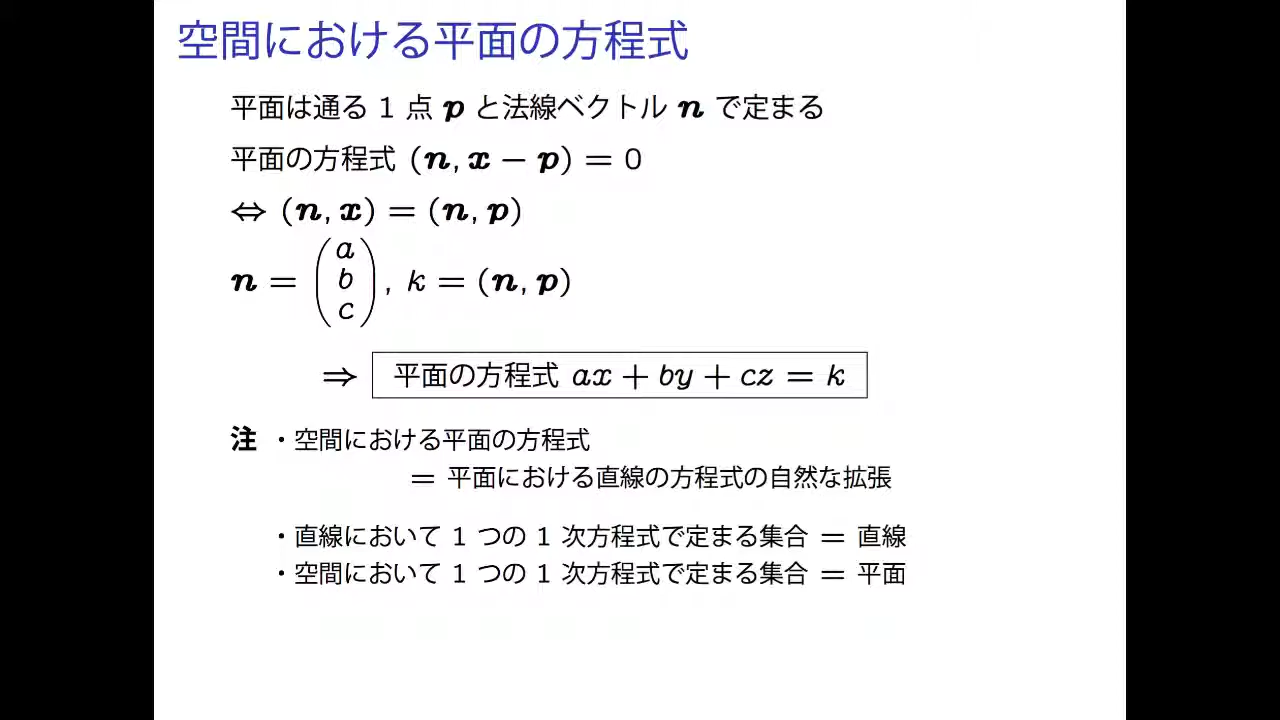 空間における平面の方程式
平面は通る 1 点 p と法線ベクトル n で定まる
平面の方程式 (n, x − p) = 0
⇔ (n, x) = (n, p)
n = (a b c), k = (n, p)
⇒ 平面の方程式 ax + by + cz = k
注 ・空間における平面の方程式
= 平面における直線の方程式の自然な拡張
・直線において 1 つの 1 次方程式で定まる集合 = 直線
・空間において 1 つの 1 次方程式で定まる集合 = 平面